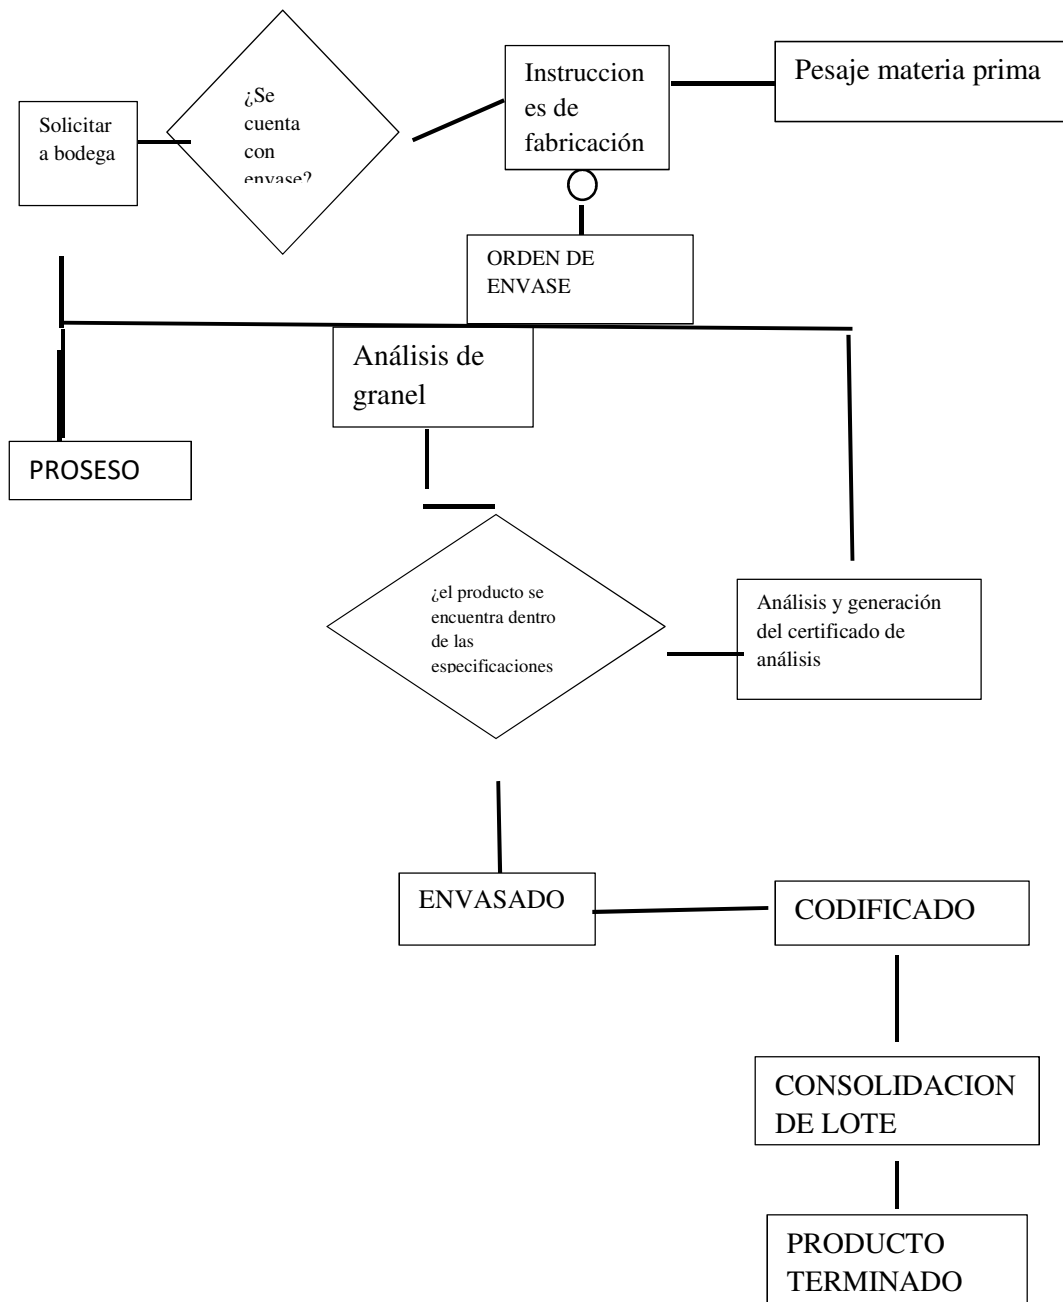 Solicitar
a bodega
¿Se
cuenta
con
envase?
Instruccion
es de
fabricación
Pesaje materia prima
ORDEN DE
ENVASE
Análisis de
granel
PROSESO
¿el producto se
encuentra dentro
de las
especificaciones
Análisis y generación
del certificado de
análisis
ENVASADO
CODIFICADO
CONSOLIDACION
DE LOTE
PRODUCTO
TERMINADO